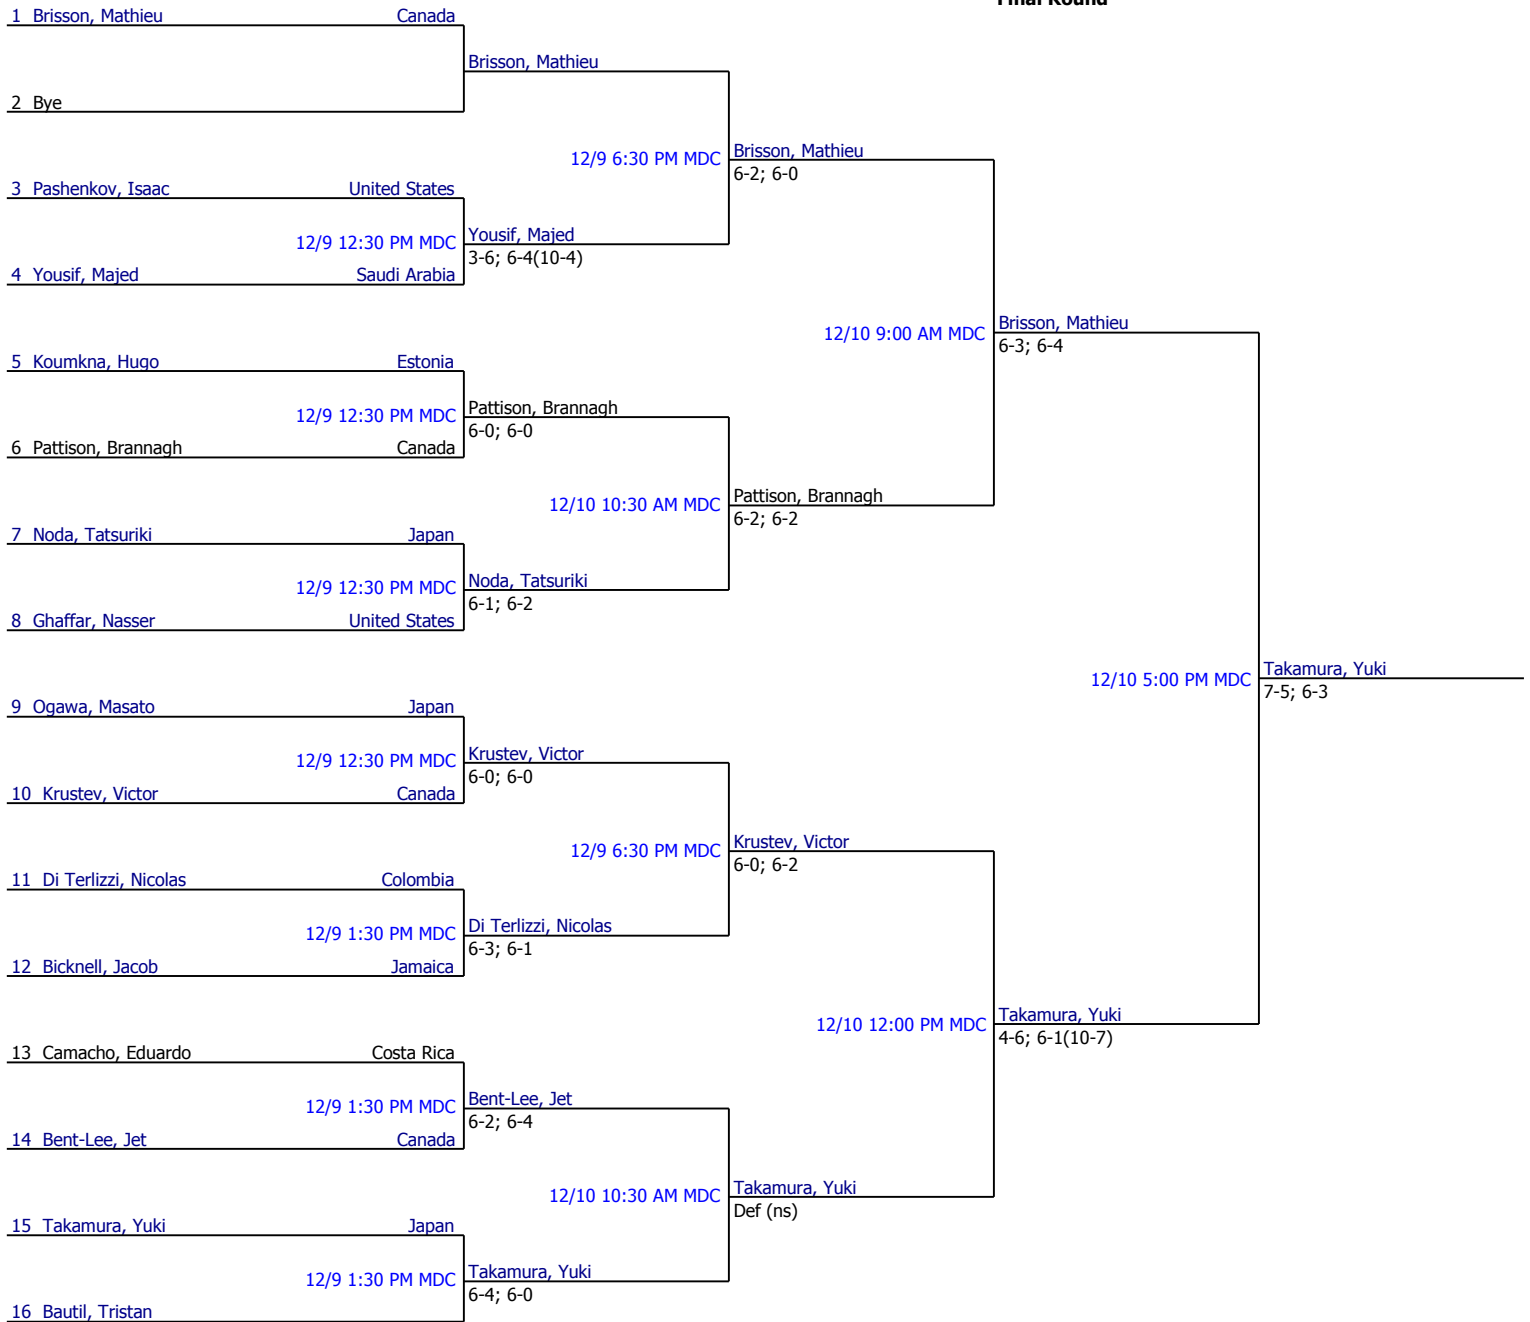 Final Round
1 Brisson, Mathieu Canada
Brisson, Mathieu
2 Bye
12/9 6:30 PM MDC Brisson, Mathieu
6-2; 6-0
3 Pashenkov, Isaac United States
12/9 12:30 PM MDC Yousif, Majed
3-6; 6-4(10-4)
4 Yousif, Majed Saudi Arabia
12/10 9:00 AM MDC Brisson, Mathieu
6-3; 6-4
5 Koumkna, Hugo Estonia
12/9 12:30 PM MDC Pattison, Brannagh
6-0; 6-0
6 Pattison, Brannagh Canada
12/10 10:30 AM MDC Pattison, Brannagh
6-2; 6-2
7 Noda, Tatsuriki Japan
12/9 12:30 PM MDC Noda, Tatsuriki
6-1; 6-2
8 Ghaffar, Nasser United States
12/10 5:00 PM MDC Takamura, Yuki
7-5; 6-3
9 Ogawa, Masato Japan
12/9 12:30 PM MDC Krustev, Victor
6-0; 6-0
10 Krustev, Victor Canada
12/9 6:30 PM MDC Krustev, Victor
6-0; 6-2
11 Di Terlizzi, Nicolas Colombia
12/9 1:30 PM MDC Di Terlizzi, Nicolas
6-3; 6-1
12 Bicknell, Jacob Jamaica
12/10 12:00 PM MDC Takamura, Yuki
4-6; 6-1(10-7)
13 Camacho, Eduardo Costa Rica
12/9 1:30 PM MDC Bent-Lee, Jet
6-2; 6-4
14 Bent-Lee, Jet Canada
12/10 10:30 AM MDC Takamura, Yuki
Def (ns)
15 Takamura, Yuki Japan
12/9 1:30 PM MDC Takamura, Yuki
6-4; 6-0
16 Bautil, Tristan